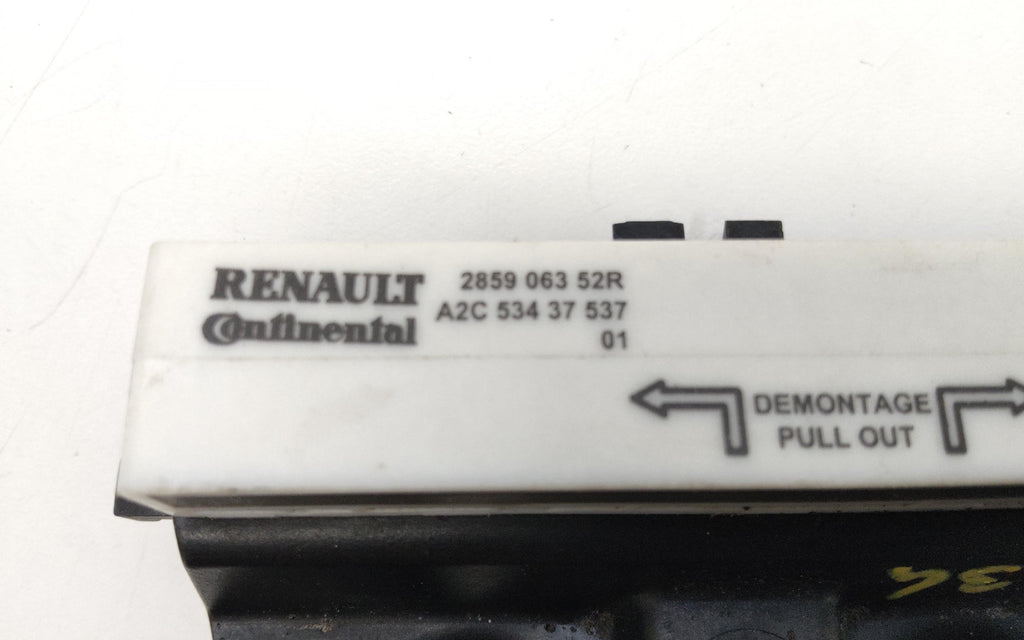 RENAULT
Continental
2859 063 52R
A2C 534 37 537
01
DEMONTAGE
PULL OUT